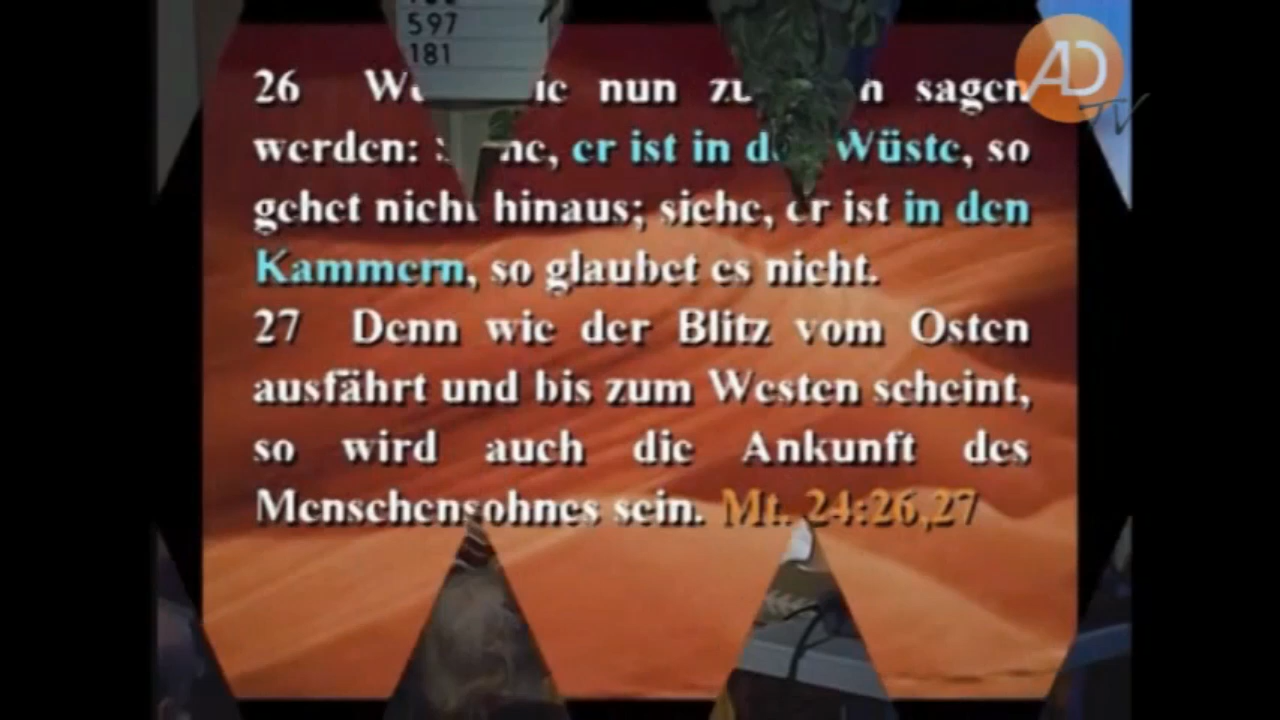 597
181
AD
TV
26 nun sagen
werden: er ist in Wüste, so
gehet nicht hinaus; siehe, er ist in den
Kammern, so glaubet es nicht.
27 Denn wie der Blitz vom Osten
ausfährt und bis zum Westen scheint,
so wird auch die Ankunft des
Menschensohnes sein. Mt. 24:26,27